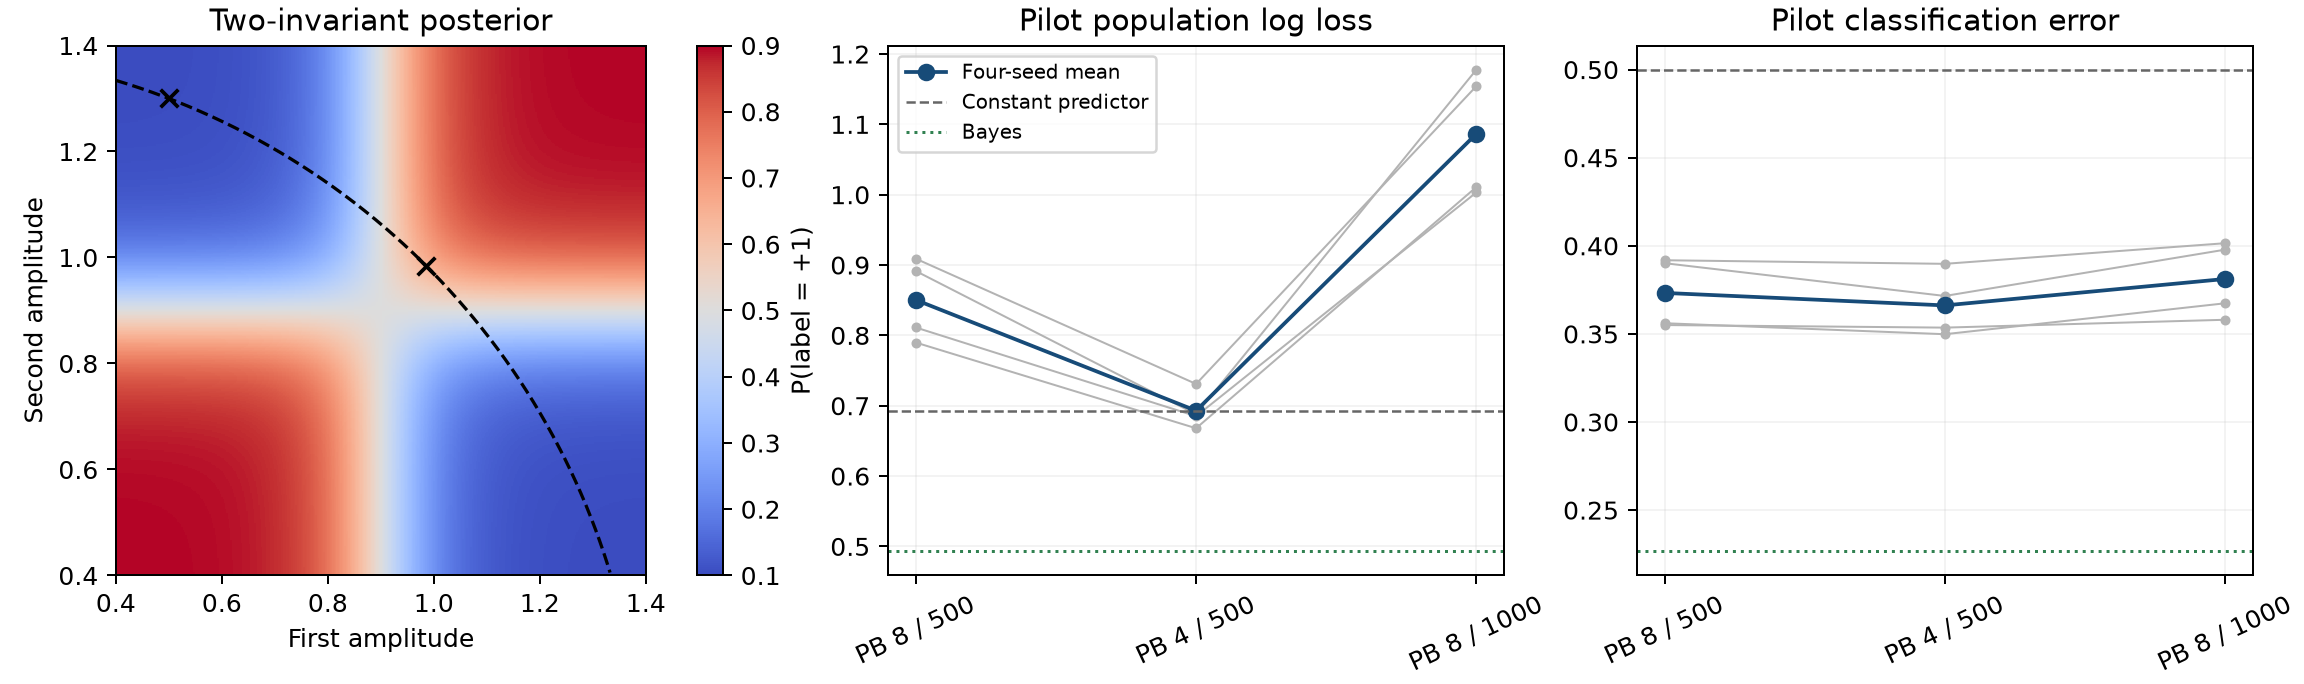 Two-invariant posterior
1.4
1.2
1.0
0.8
0.6
0.4
Second amplitude
0.4 0.6 0.8 1.0 1.2 1.4
First amplitude
0.9
0.8
0.7
0.6
0.5
0.4
0.3
0.2
0.1
P(label = +1)
Pilot population log loss
1.2
1.1
1.0
0.9
0.8
0.7
0.6
0.5
Four-seed mean
Constant predictor
Bayes
PB 8 / 500
PB 4 / 500
PB 8 / 1000
Pilot classification error
0.50
0.45
0.40
0.35
0.30
0.25
PB 8 / 500
PB 4 / 500
PB 8 / 1000